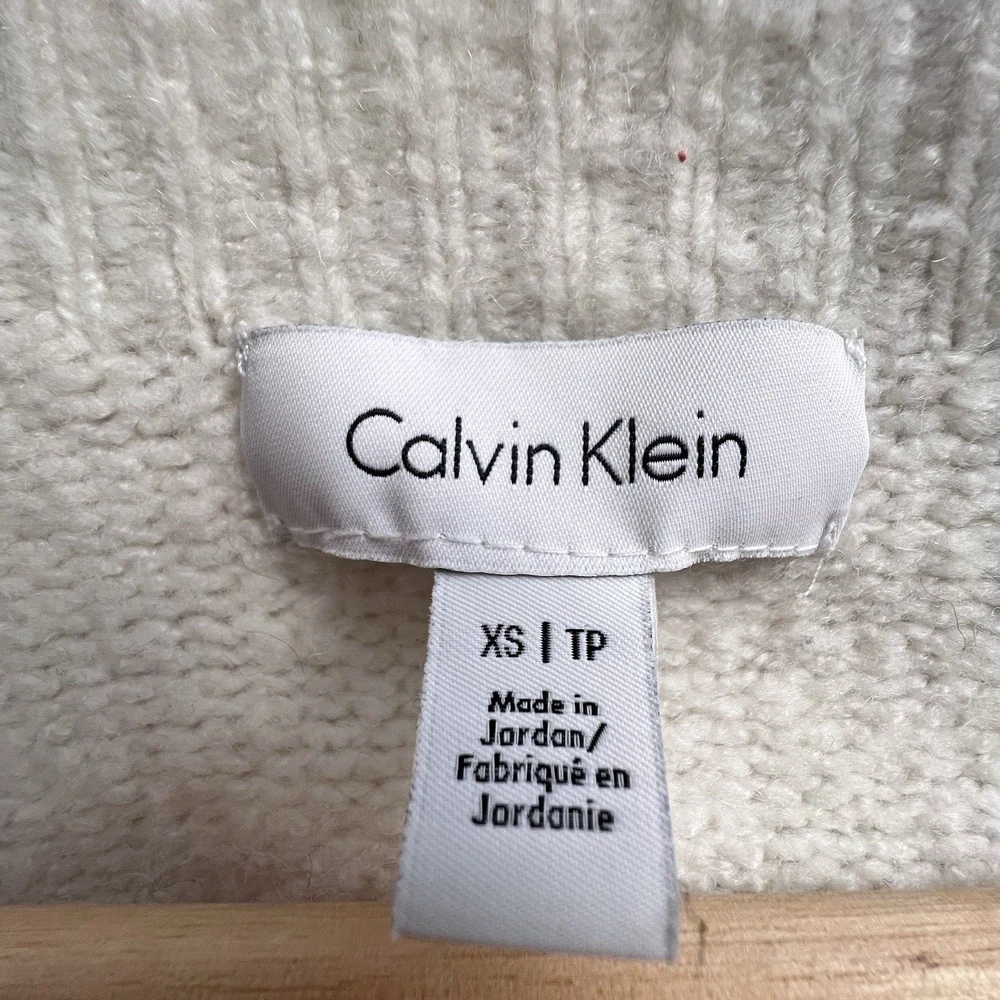 Calvin Klein
XS | TP
Made in
Jordan/
Fabriqué en
Jordanie